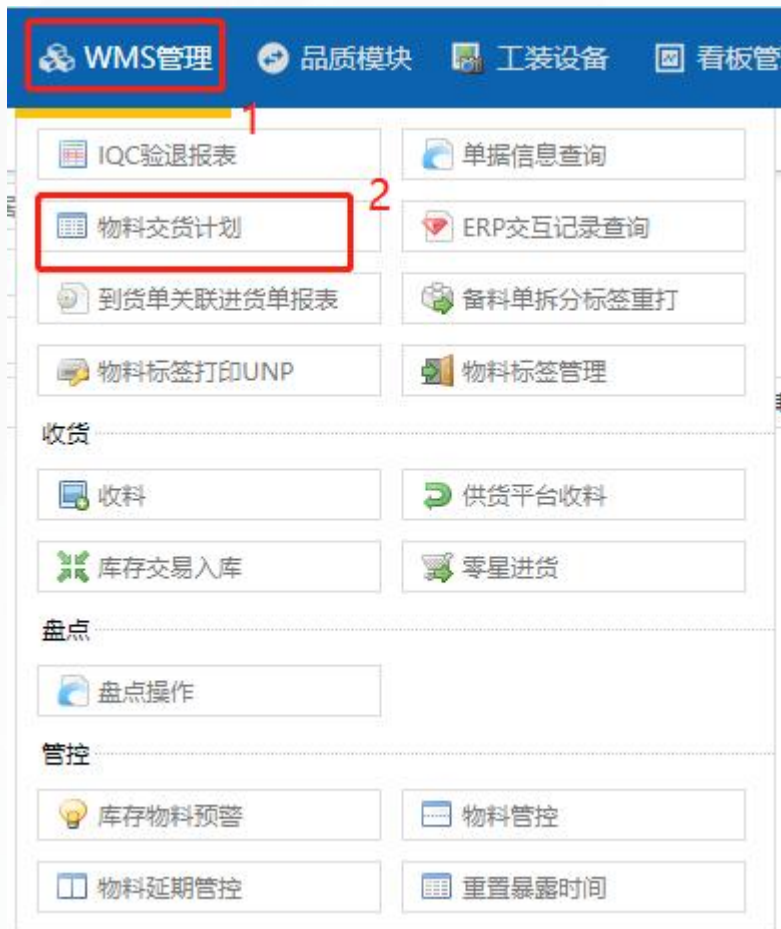 WMS管理 品质模块 工装设备 看板管
1
IQC验退报表 单据信息查询
2
物料交货计划 ERP交互记录查询
到货单关联进货单报表 备料单拆分标签重打
物料标签打印UNP 物料标签管理
收货
收料 供货平台收料
库存交易入库 零星进货
盘点
盘点操作
管控
库存物料预警 物料管控
物料延期管控 重置暴露时间